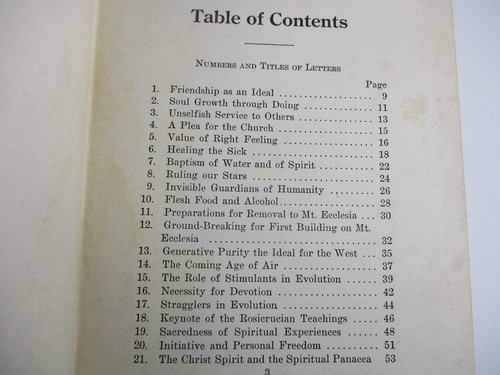 Table of Contents
Numbers and Titles of Letters
Page
1. Friendship as an Ideal .................... 9
2. Soul Growth through Doing ................ 11
3. Unselfish Service to Others ............... 13
4. A Plea for the Church .................... 15
5. Value of Right Feeling .................... 16
6. Healing the Sick .......................... 18
7. Baptism of Water and of Spirit ............. 22
8. Ruling our Stars .......................... 24
9. Invisible Guardians of Humanity ........... 26
10. Flesh Food and Alcohol.................... 28
11. Preparations for Removal to Mt. Ecclesia ... 30
12. Ground-Breaking for First Building on Mt.
Ecclesia .................................. 32
13. Generative Purity the Ideal for the West ... 35
14. The Coming Age of Air .................... 37
15. The Role of Stimulants in Evolution ........ 39
16. Necessity for Devotion .................... 42
17. Stragglers in Evolution .................... 44
18. Keynote of the Rosicrucian Teachings ...... 46
19. Sacredness of Spiritual Experiences ........ 48
20. Initiative and Personal Freedom ............ 51
21. The Christ Spirit and the Spiritual Panacea 53
3